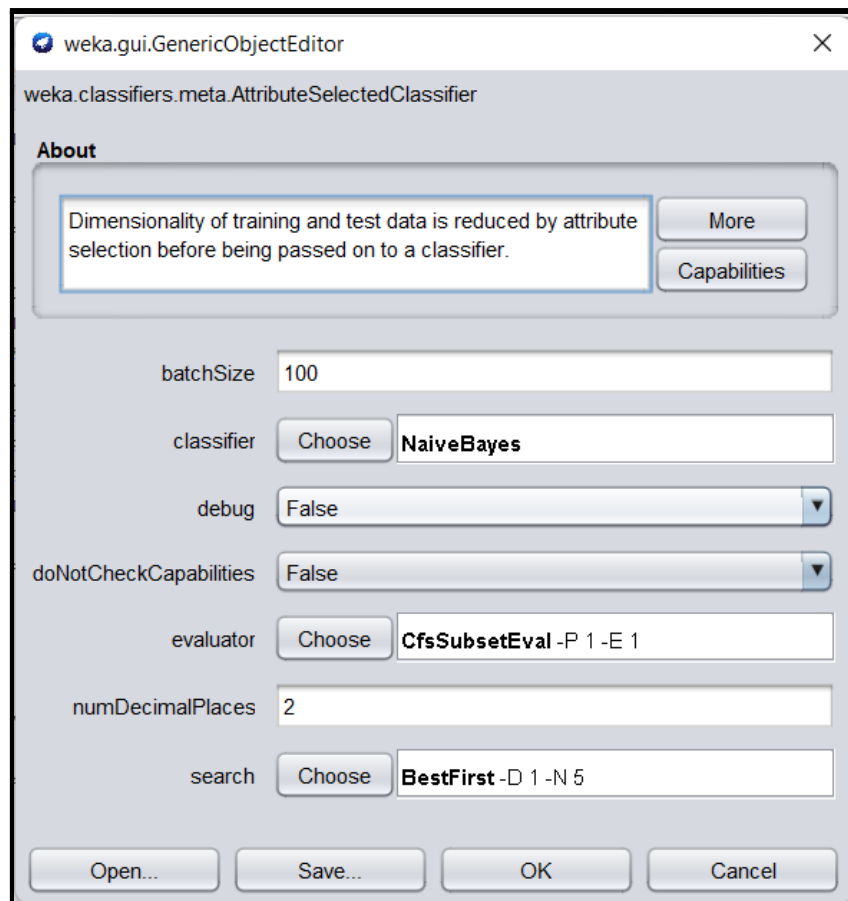 weka.gui.GenericObjectEditor
weka.classifiers.meta.AttributeSelectedClassifier
About
Dimensionality of training and test data is reduced by attribute
selection before being passed on to a classifier.
More
Capabilities
batchSize 100
classifier Choose NaiveBayes
debug False
doNotCheckCapabilities False
evaluator Choose CfsSubsetEval -P 1 -E 1
numDecimalPlaces 2
search Choose BestFirst -D 1 -N 5
Open... Save... OK Cancel